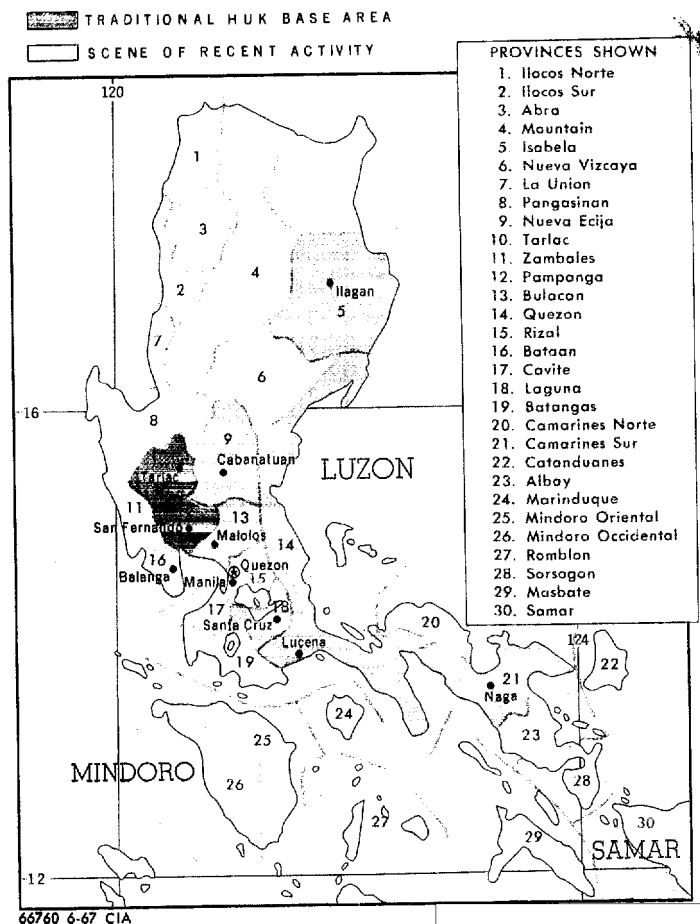 TRADITIONAL HUK BASE AREA
SCENE OF RECENT ACTIVITY
PROVINCES SHOWN
1. Ilocos Norte
2. Ilocos Sur
3. Abra
4. Mountain
5. Isabela
6. Nueva Vizcaya
7. La Union
8. Pangasinan
9. Nueva Ecija
10. Tarlac
11. Zambales
12. Pampanga
13. Bulacan
14. Quezon
15. Rizal
16. Bataan
17. Cavite
18. Laguna
19. Batangas
20. Camarines Norte
21. Camarines Sur
22. Catanduanes
23. Albay
24. Marinduque
25. Mindoro Oriental
26. Mindoro Occidental
27. Romblon
28. Sorsogon
29. Masbate
30. Samar
120
1
3
4
2
Ilagan
5
7
6
16
8
9
Cabanatuan
LUZON
Tarlac
11
San Fernando
13
Malolos
14
16
Balanga
Quezon
Manila
15
17
18
Santa Cruz
20
124
Lucena
19
22
21
Naga
24
23
25
MINDORO
26
28
27
29
30
SAMAR
12
66760 6-67 CIA